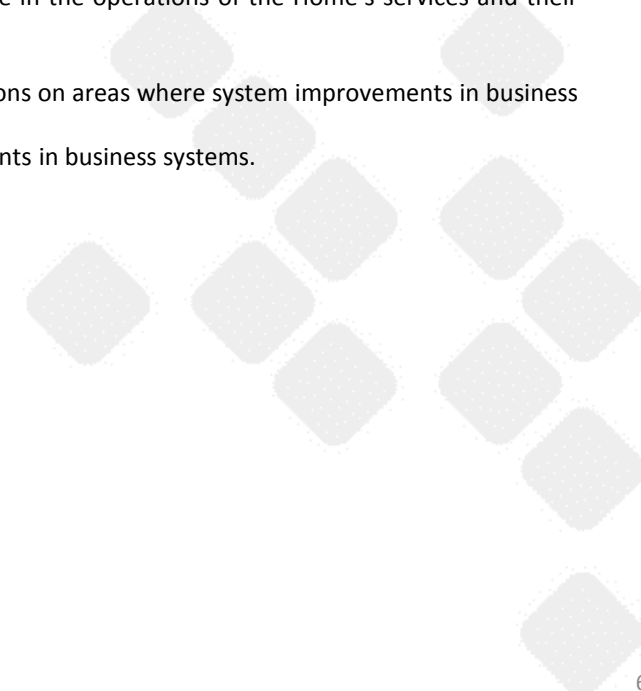 in the operations of the Home's services and their
ons on areas where system improvements in business
nts in business systems.
6